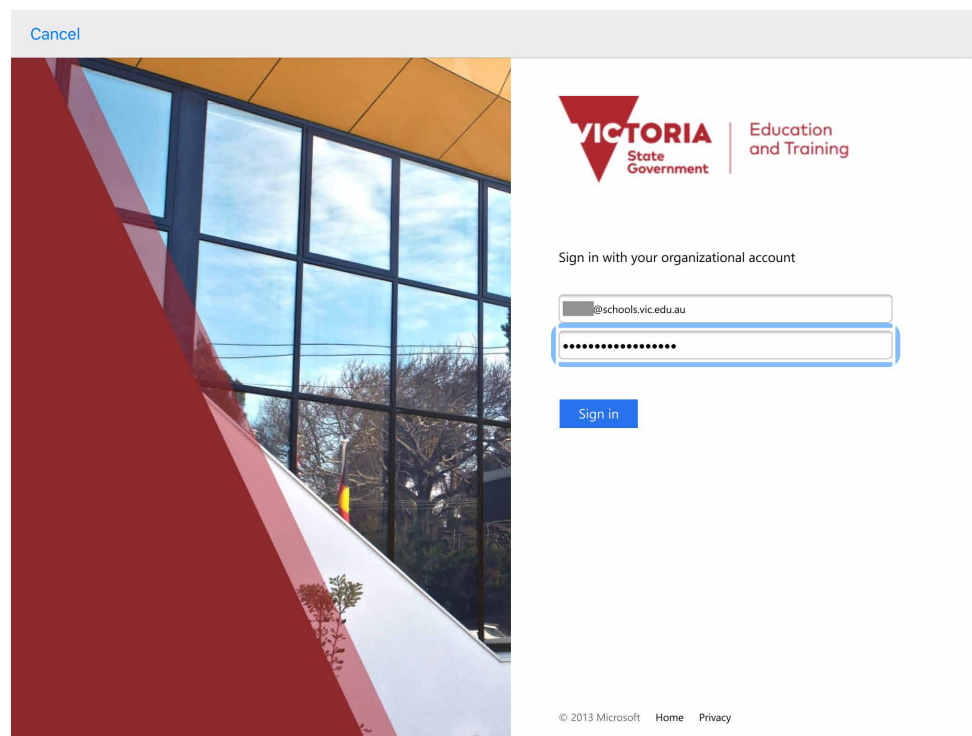 Cancel
VICTORIA
State
Government
Education
and Training
Sign in with your organizational account
@schools.vic.edu.au
••••••••••••••••••
Sign in
© 2013 Microsoft Home Privacy